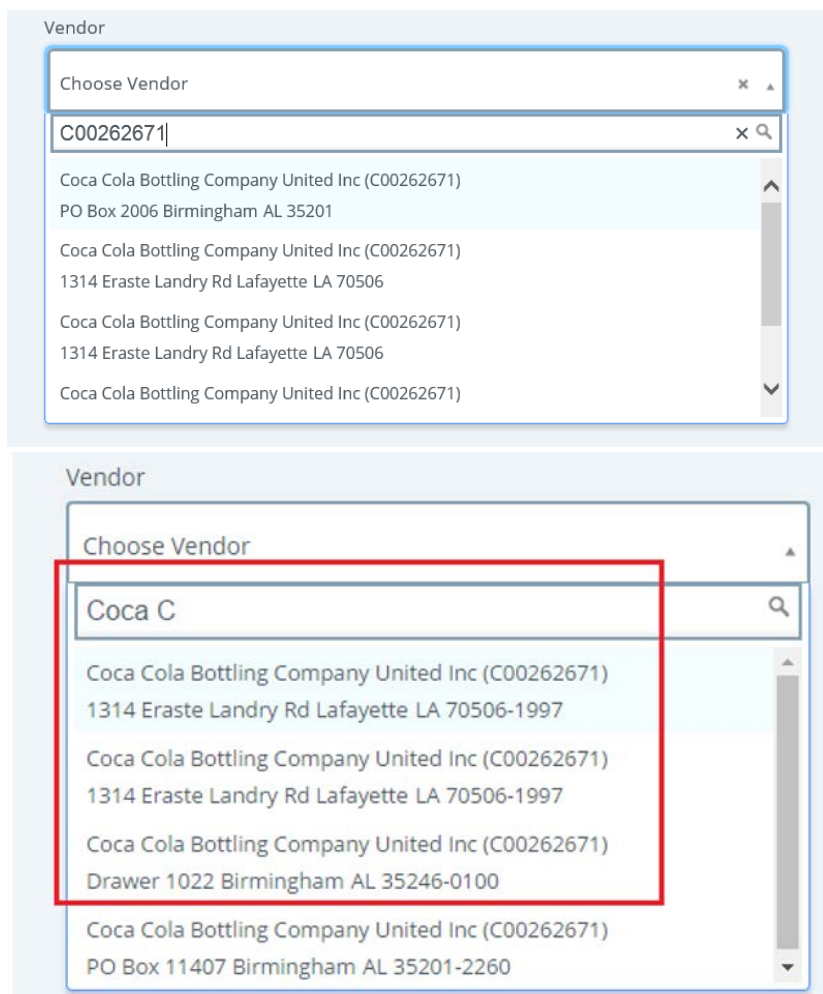 Vendor
Choose Vendor
C00262671
Coca Cola Bottling Company United Inc (C00262671)
PO Box 2006 Birmingham AL 35201
Coca Cola Bottling Company United Inc (C00262671)
1314 Eraste Landry Rd Lafayette LA 70506
Coca Cola Bottling Company United Inc (C00262671)
1314 Eraste Landry Rd Lafayette LA 70506
Coca Cola Bottling Company United Inc (C00262671)
Vendor
Choose Vendor
Coca C
Coca Cola Bottling Company United Inc (C00262671)
1314 Eraste Landry Rd Lafayette LA 70506-1997
Coca Cola Bottling Company United Inc (C00262671)
1314 Eraste Landry Rd Lafayette LA 70506-1997
Coca Cola Bottling Company United Inc (C00262671)
Drawer 1022 Birmingham AL 35246-0100
Coca Cola Bottling Company United Inc (C00262671)
PO Box 11407 Birmingham AL 35201-2260